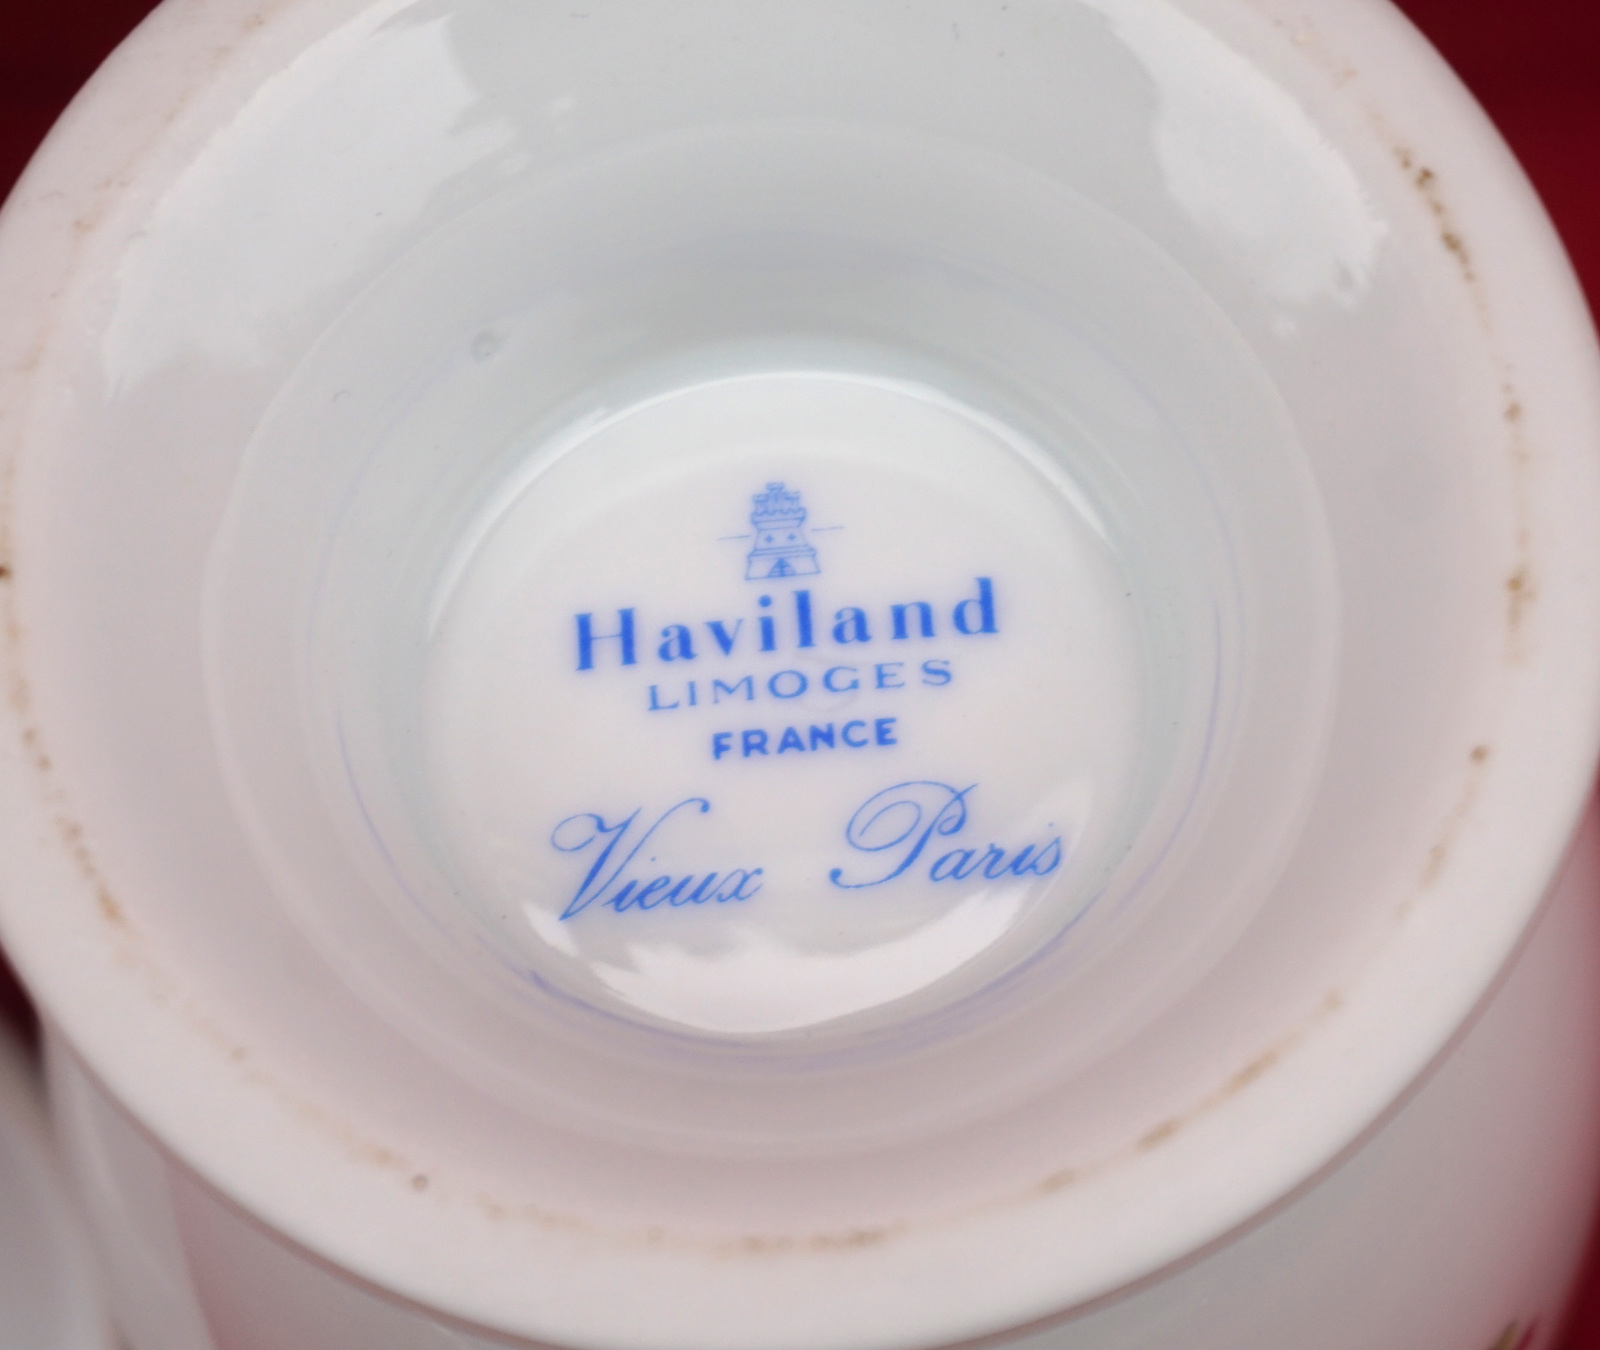 Haviland
LIMOGES
FRANCE
Vieux Paris